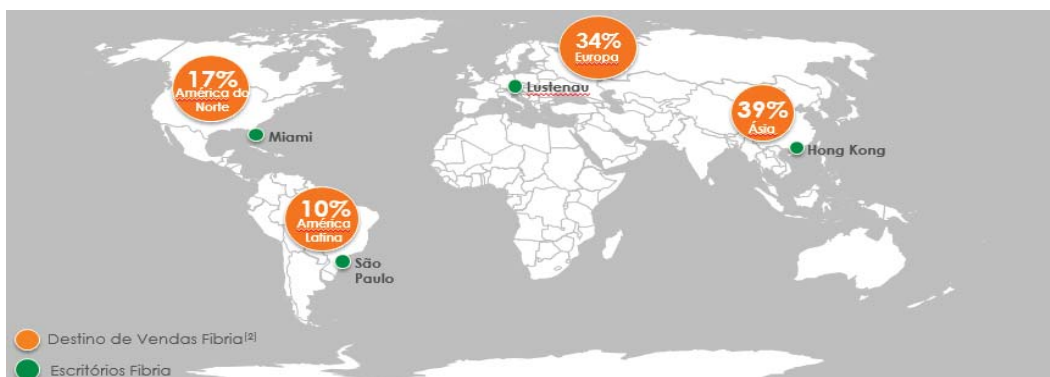 34%
Europa
17%
América do
Norte
Lustenau
39%
Ásia
Miami
Hong Kong
10%
América
Latina
São
Paulo
Destino de Vendas Fibria(2)
Escritórios Fibria